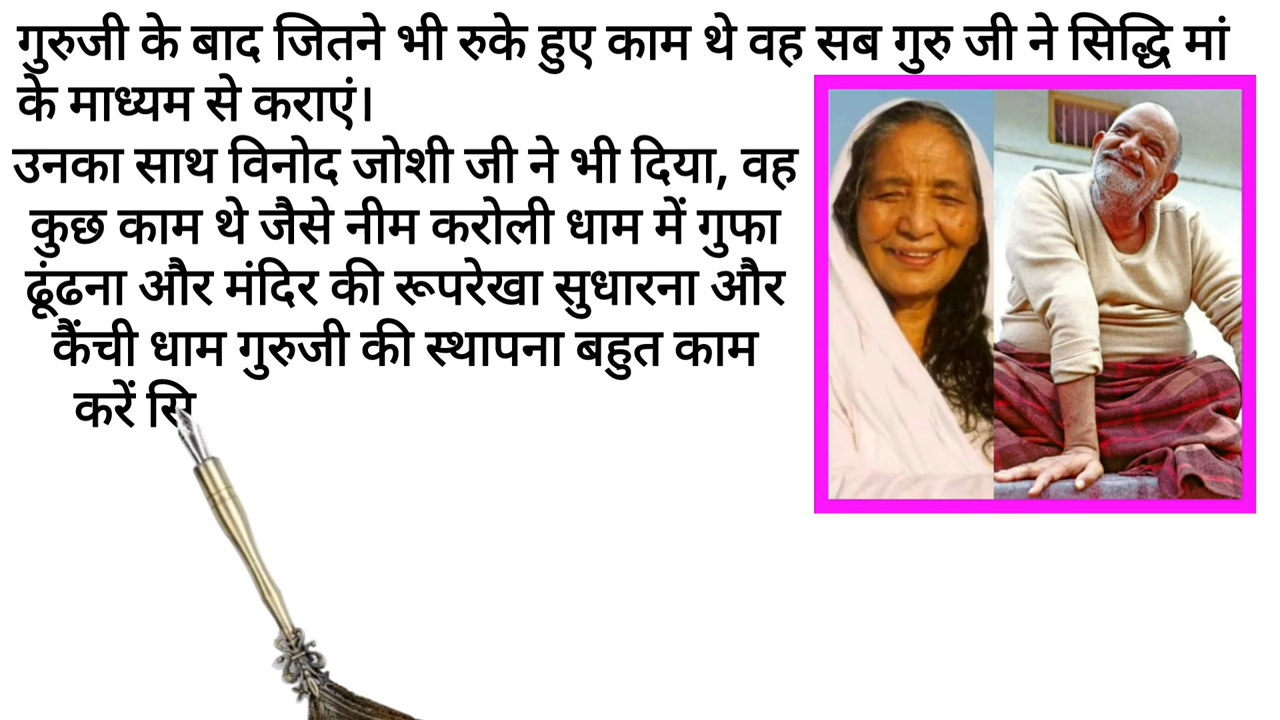 गुरुजी के बाद जितने भी रुके हुए काम थे वह सब गुरु जी ने सिद्धि मां
के माध्यम से कराएं।
उनका साथ विनोद जोशी जी ने भी दिया, वह
कुछ काम थे जैसे नीम करोली धाम में गुफा
ढूंढना और मंदिर की रूपरेखा सुधारना और
कैंची धाम गुरुजी की स्थापना बहुत काम
करें सि